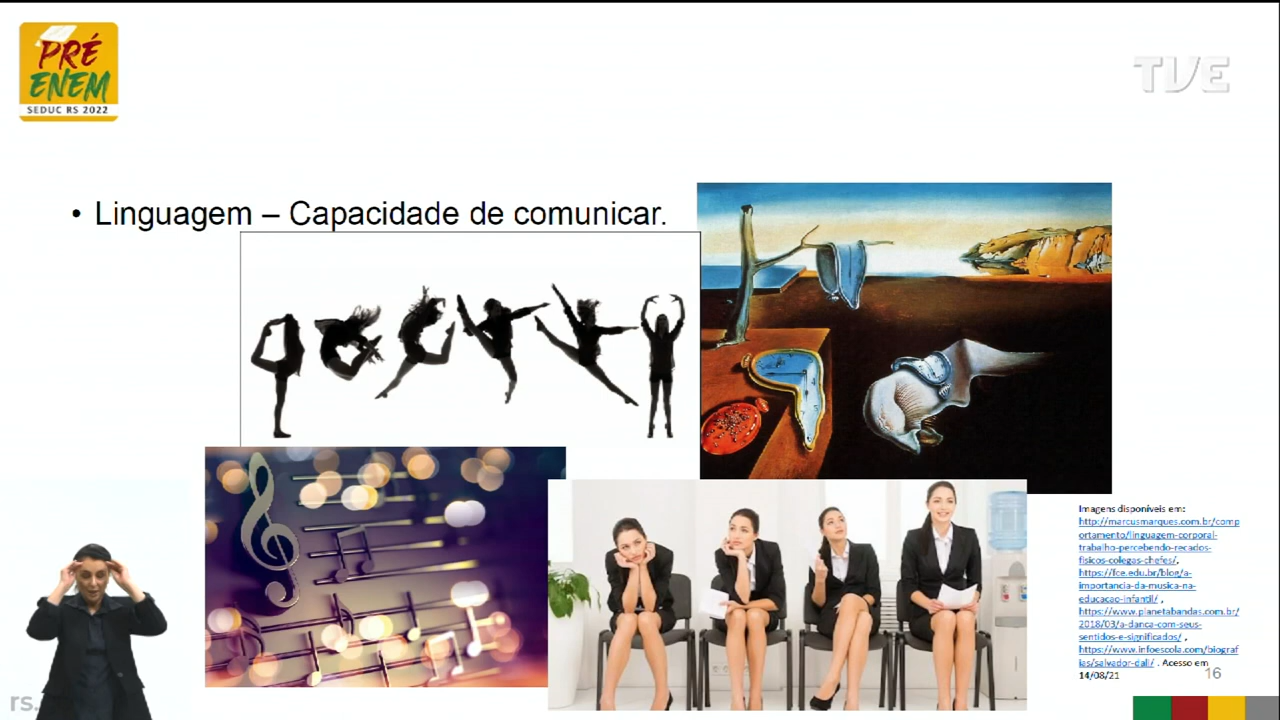 PRÉ
ENEM
SEDUC RS 2022
TVE
• Linguagem – Capacidade de comunicar.
Imagens disponíveis em:
http://marcusmarques.com.br/comp
ortamento/linguagem-corporal-
trabalho-percebendo-recados-
fisicos-colegas-chefes/,
https://fce.edu.br/blog/a-
importancia-da-musica-na-
educacao-infantil/ ,
https://www.planetabandas.com.br/
2018/03/a-danca-com-seus-
sentidos-e-significados/ ,
https://www.infoescola.com/biograf
ias/salvador-dali/ . Acesso em
14/08/21
16
rs.